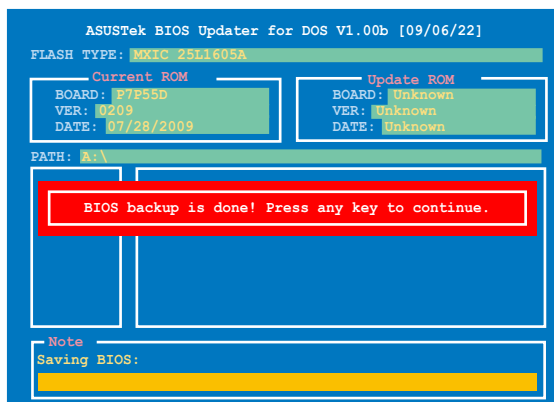 ASUSTek BIOS Updater for DOS V1.00b [09/06/22]
FLASH TYPE: MXIC 25L1605A
Current ROM
BOARD: P7P55D
VER: 0209
DATE: 07/28/2009
Update ROM
BOARD: Unknown
VER: Unknown
DATE: Unknown
PATH: A:\
BIOS backup is done! Press any key to continue.
Note
Saving BIOS: